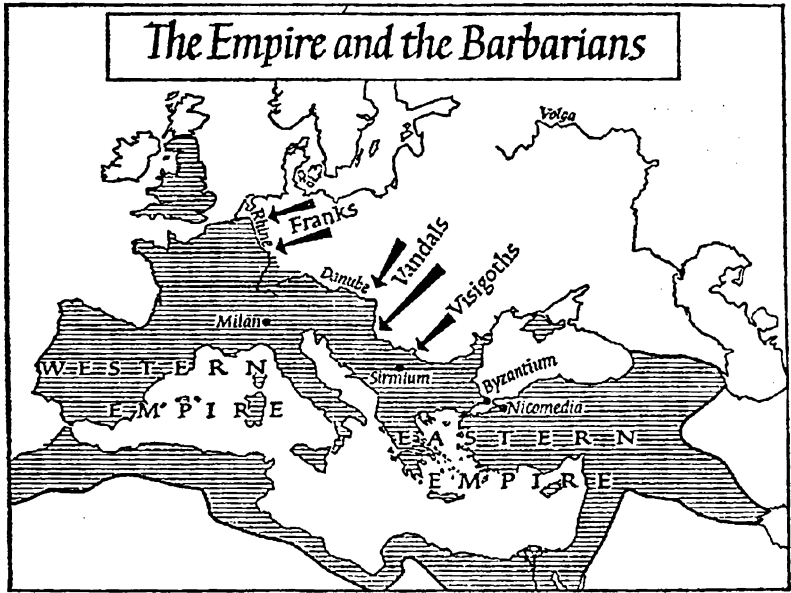 The Empire and the Barbarians
Volga
Rhine
Franks
Vandals
Danube
Visigoths
Milan
WESTERN
EMPIRE
Sirmium
Byzantium
Nicomedia
EASTERN
EMPIRE